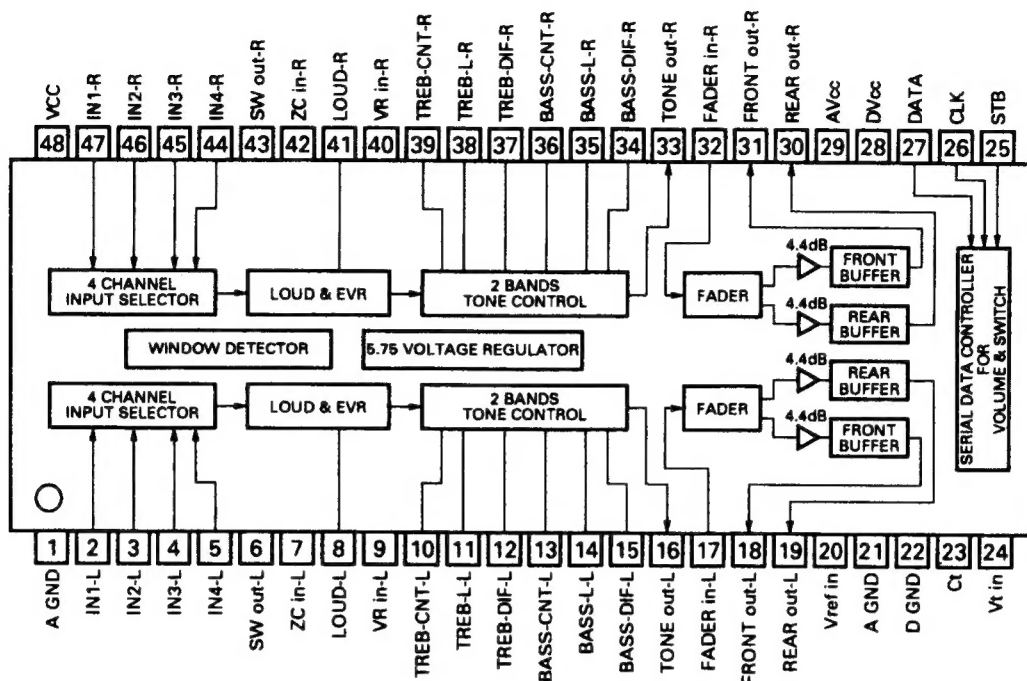 VCC
IN1-R
IN2-R
IN3-R
IN4-R
SW out-R
ZC in-R
LOUD-R
VR in-R
TREB-CNT-R
TREB-L-R
TREB-DIF-R
BASS-CNT-R
BASS-L-R
BASS-DIF-R
TONE out-R
FADER in-R
FRONT out-R
REAR out-R
AVcc
DVcc
DATA
CLK
STB
48 47 46 45 44 43 42 41 40 39 38 37 36 35 34 33 32 31 30 29 28 27 26 25
4 CHANNEL
INPUT SELECTOR
LOUD & EVR
2 BANDS
TONE CONTROL
FADER
4.4dB
FRONT
BUFFER
4.4dB
REAR
BUFFER
WINDOW DETECTOR
5.75 VOLTAGE REGULATOR
4 CHANNEL
INPUT SELECTOR
LOUD & EVR
2 BANDS
TONE CONTROL
FADER
4.4dB
REAR
BUFFER
4.4dB
FRONT
BUFFER
SERIAL DATA CONTROLLER
FOR
VOLUME & SWITCH
1 2 3 4 5 6 7 8 9 10 11 12 13 14 15 16 17 18 19 20 21 22 23 24
A GND
IN1-L
IN2-L
IN3-L
IN4-L
SW out-L
ZC in-L
LOUD-L
VR in-L
TREB-CNT-L
TREB-L-L
TREB-DIF-L
BASS-CNT-L
BASS-L-L
BASS-DIF-L
TONE out-L
FADER in-L
FRONT out-L
REAR out-L
Vref in
A GND
D GND
Ct
Vt in